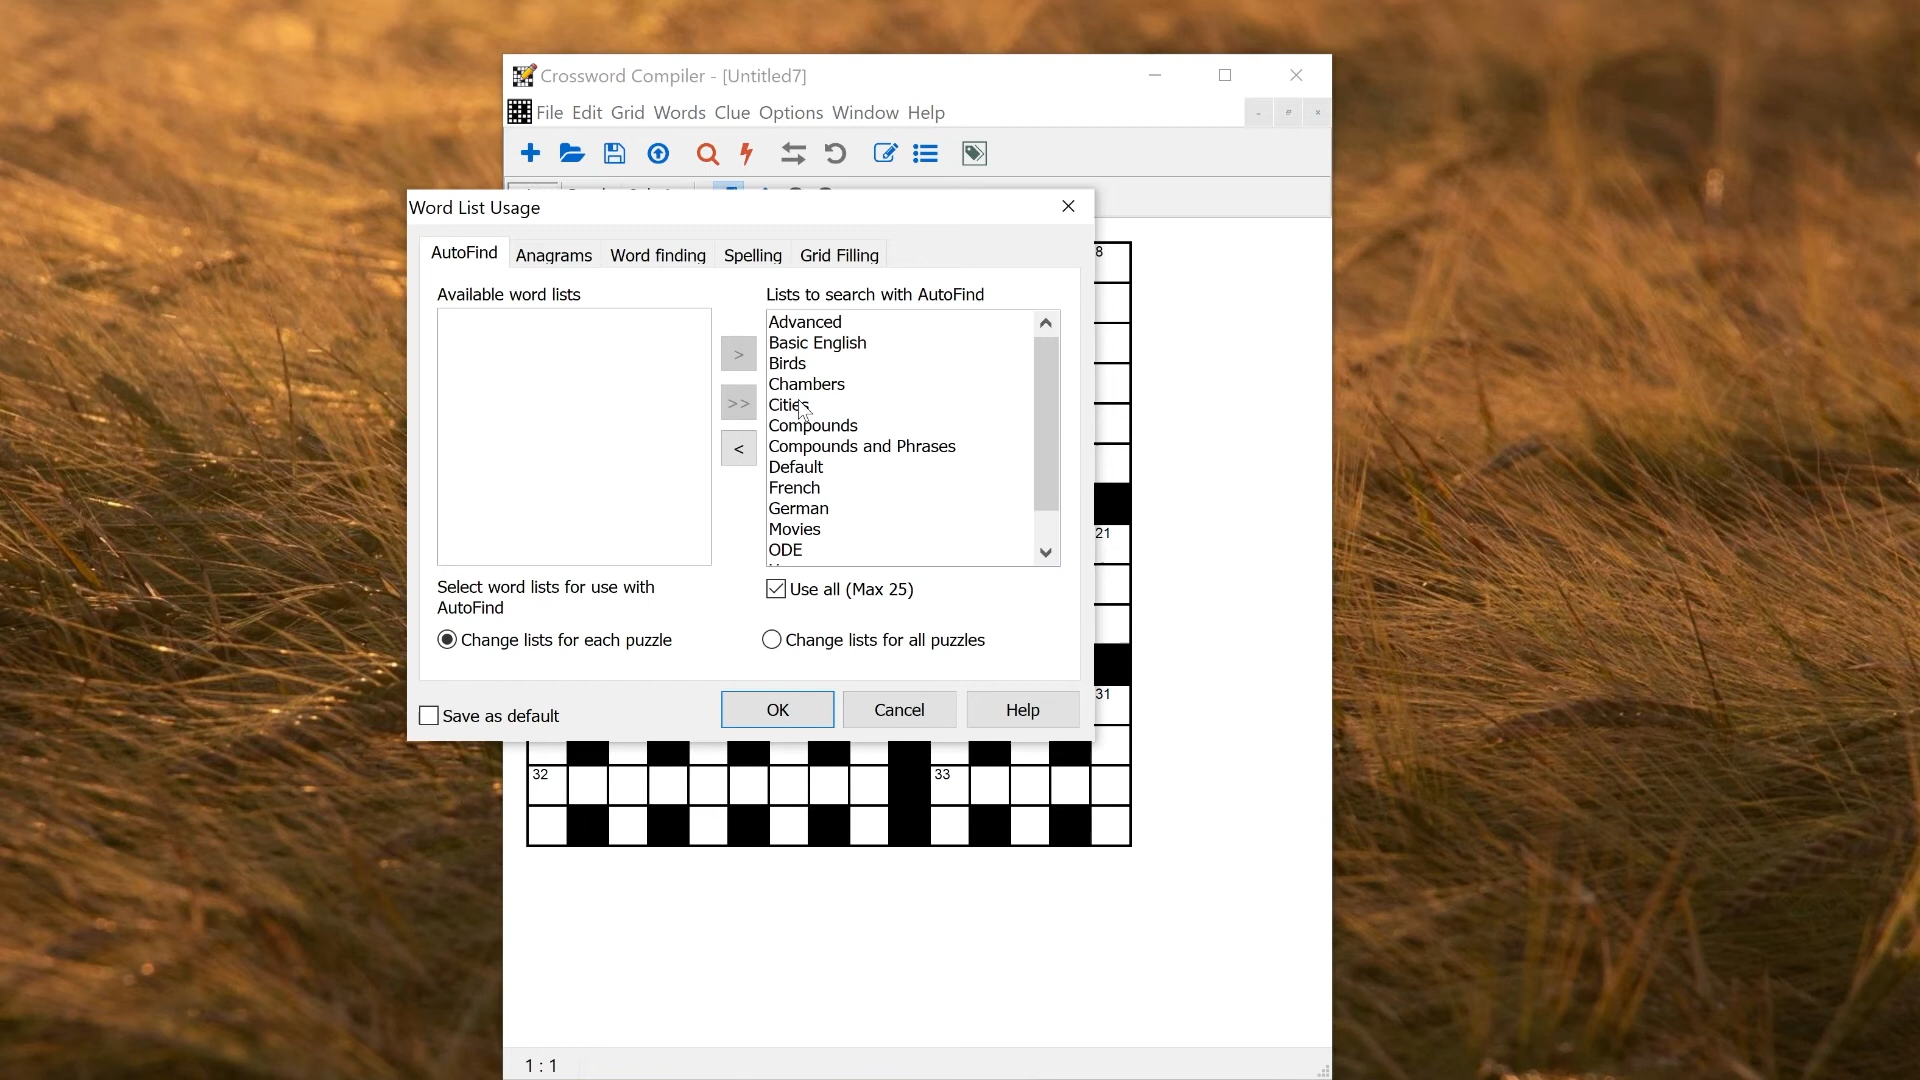 Crossword Compiler - [Untitled7]
File Edit Grid Words Clue Options Window Help
Word List Usage
AutoFind Anagrams Word finding Spelling Grid Filling
Available word lists
Lists to search with AutoFind
Advanced
Basic English
Birds
Chambers
Cities
Compounds
Compounds and Phrases
Default
French
German
Movies
ODE
>
>>
<
Select word lists for use with
AutoFind
Use all (Max 25)
Change lists for each puzzle
Change lists for all puzzles
Save as default
OK Cancel Help
8
21
31
32 33
1 : 1